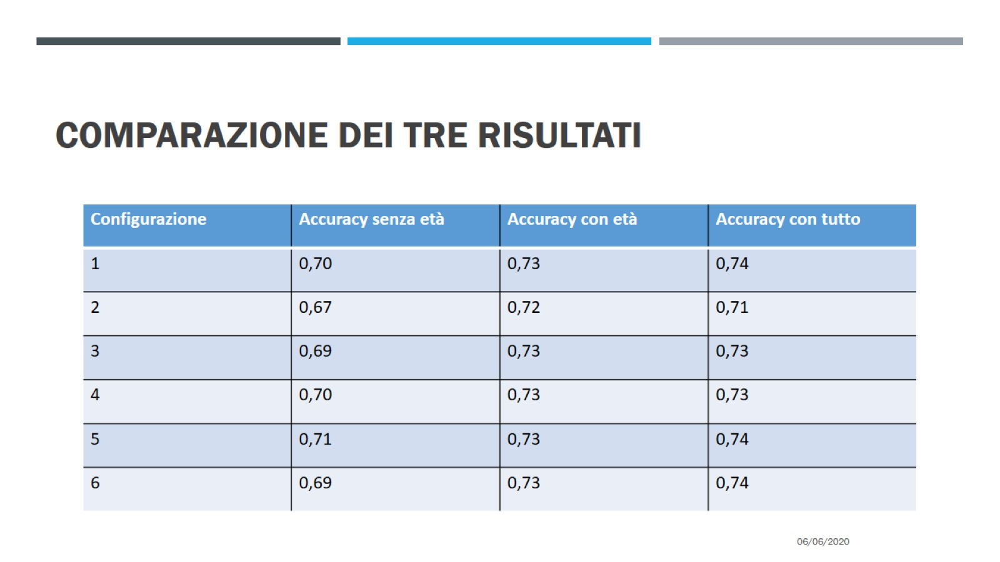 COMPARAZIONE DEI TRE RISULTATI
Configurazione Accuracy senza età Accuracy con età Accuracy con tutto
1 0,70 0,73 0,74
2 0,67 0,72 0,71
3 0,69 0,73 0,73
4 0,70 0,73 0,73
5 0,71 0,73 0,74
6 0,69 0,73 0,74
06/06/2020